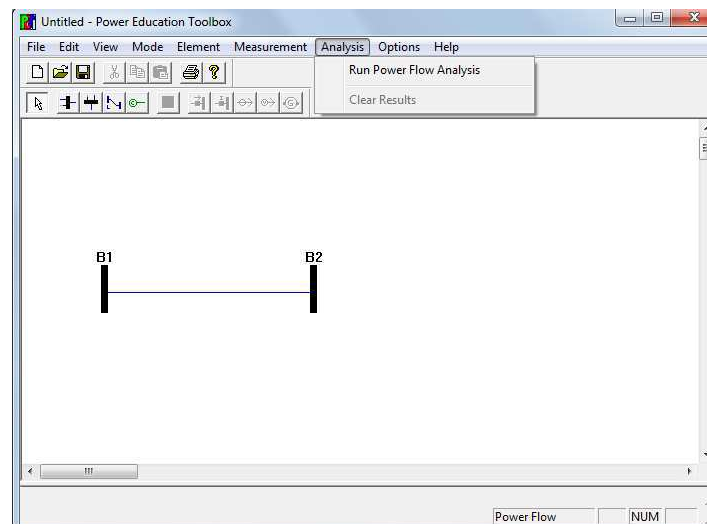 Untitled - Power Education Toolbox
File Edit View Mode Element Measurement Analysis Options Help
Run Power Flow Analysis
Clear Results
B1 B2
Power Flow NUM